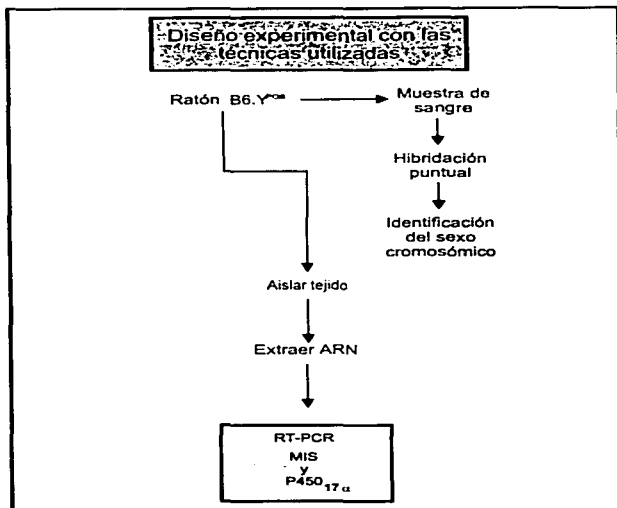 Diseño experimental con las
técnicas utilizadas
Ratón B6.Y
Muestra de
sangre
Hibridación
puntual
Identificación
del sexo
cromosómico
Aislar tejido
Extraer ARN
RT-PCR
MIS
y
P450 17 α